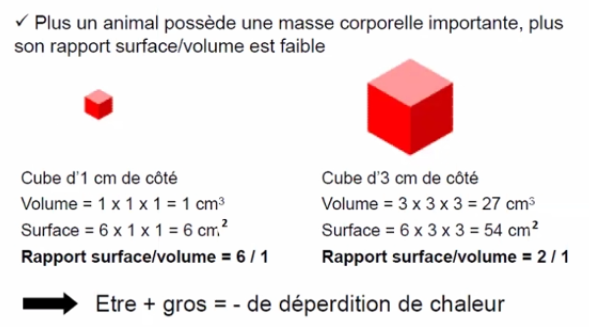 ✓ Plus un animal possède une masse corporelle importante, plus
son rapport surface/volume est faible
Cube d'1 cm de côté
Volume = 1 x 1 x 1 = 1 cm³
Surface = 6 x 1 x 1 = 6 cm²
Rapport surface/volume = 6 / 1
Cube d'3 cm de côté
Volume = 3 x 3 x 3 = 27 cm³
Surface = 6 x 3 x 3 = 54 cm²
Rapport surface/volume = 2 / 1
Etre + gros = - de déperdition de chaleur